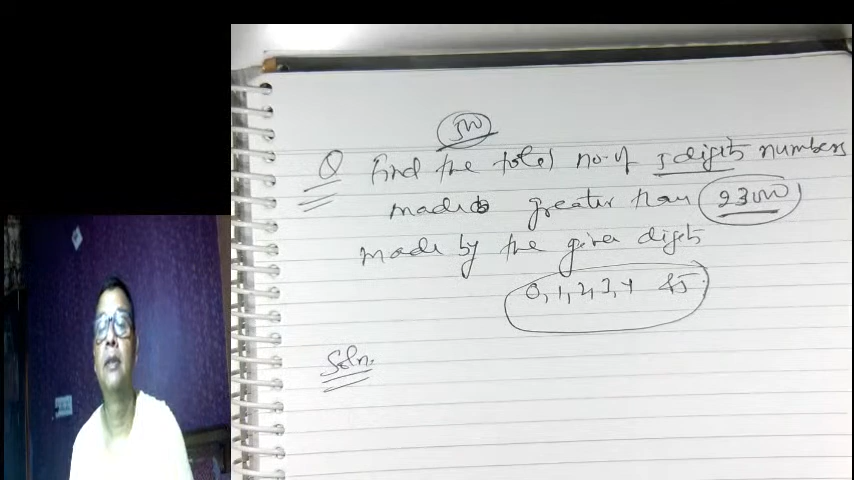 Q Find the total no. of 5 digits numbers
made greater than 23000
made by the given digits
0, 1, 2, 3, 4 & 5.
Soln.